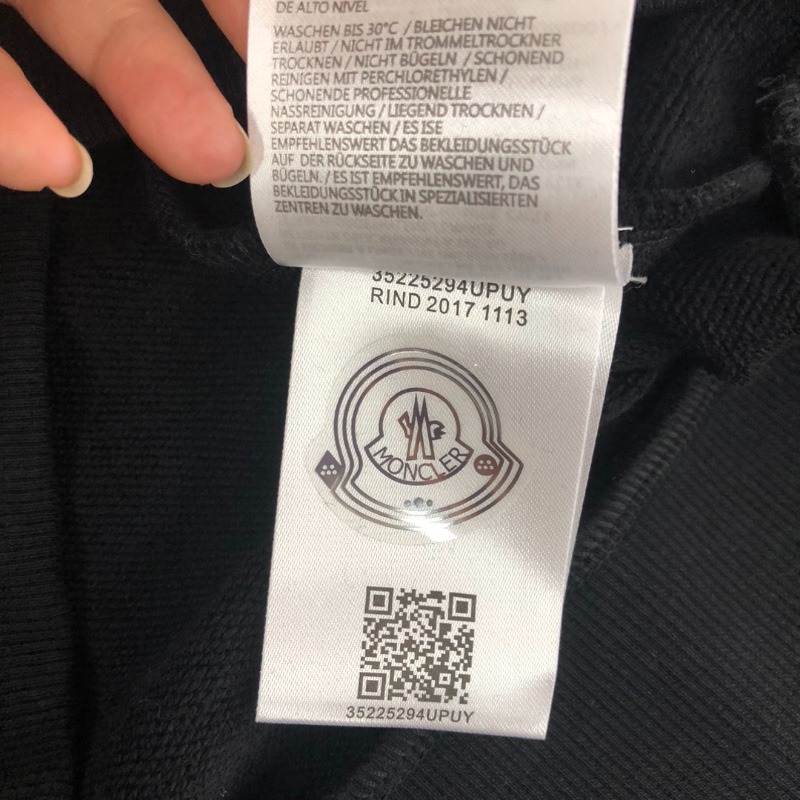 DE ALTO NIVEL
WASCHEN BIS 30°C / BLEICHEN NICHT
ERLAUBT / NICHT IM TROMMELTROCKNER
TROCKNEN / NICHT BÜGELN / SCHONEND
REINIGEN MIT PERCHLORETHYLEN /
SCHONENDE PROFESSIONELLE
NASSREINIGUNG / LIEGEND TROCKNEN /
SEPARAT WASCHEN / ES ISE
EMPFEHLENSWERT DAS BEKLEIDUNGSSTÜCK
AUF DER RÜCKSEITE ZU WASCHEN UND
BÜGELN. / ES IST EMPFEHLENSWERT, DAS
BEKLEIDUNGSSTÜCK IN SPEZIALISIERTEN
ZENTREN ZU WASCHEN.
35225294UPUY
RIND 2017 1113
MONCLER
35225294UPUY